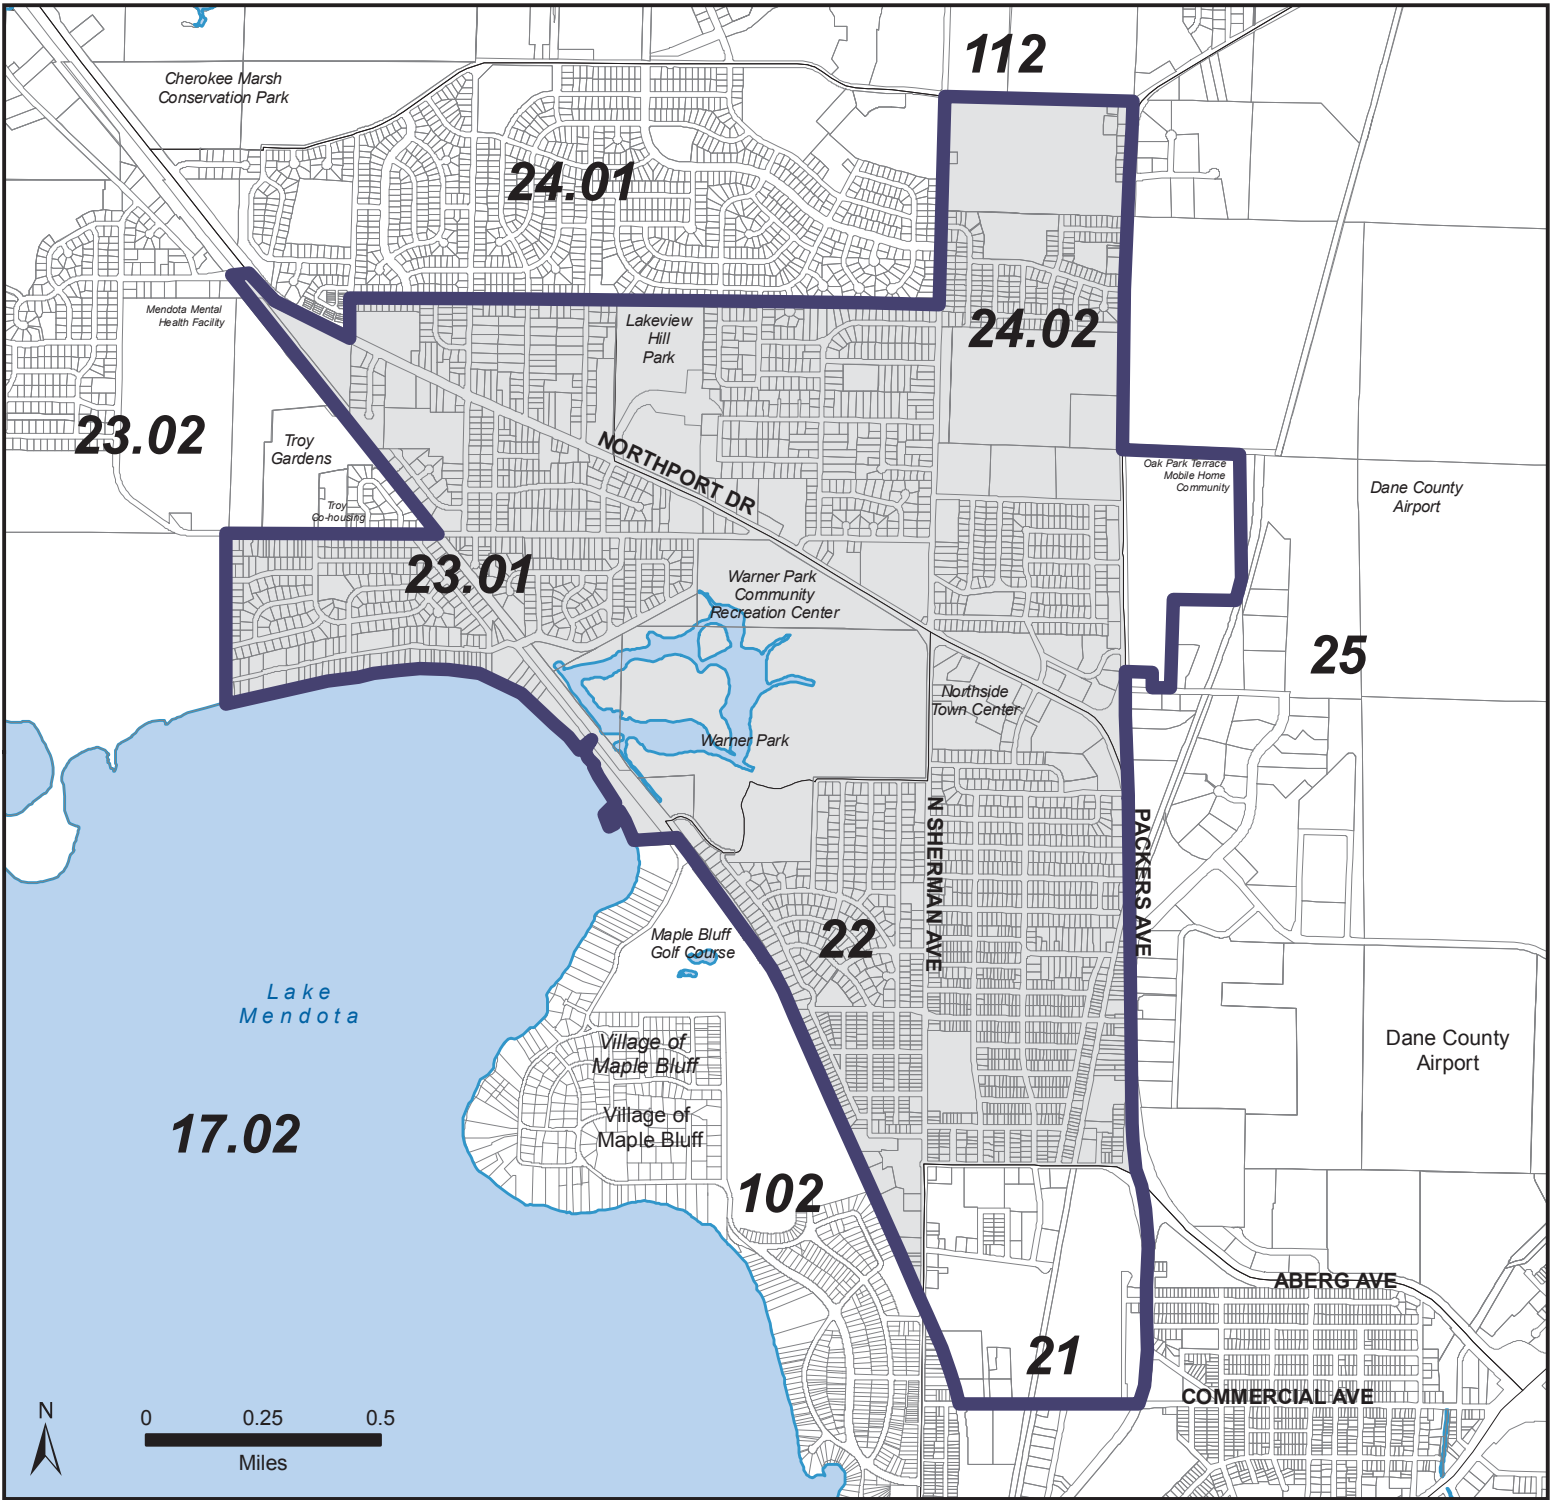 112
Cherokee Marsh
Conservation Park
24.01
Mendota Mental
Health Facility
Lakeview
Hill
Park
24.02
23.02
Troy
Gardens
NORTHPORT DR
Oak Park Terrace
Mobile Home
Community
Dane County
Airport
Troy
Co-housing
23.01
Warner Park
Community
Recreation Center
25
Northside
Town Center
Warner Park
N SHERMAN AVE
PACKERS AVE
22
Maple Bluff
Golf Course
Lake
Mendota
Village of
Maple Bluff
Dane County
Airport
Village of
Maple Bluff
17.02
102
ABERG AVE
21
COMMERCIAL AVE
N
0 0.25 0.5
Miles